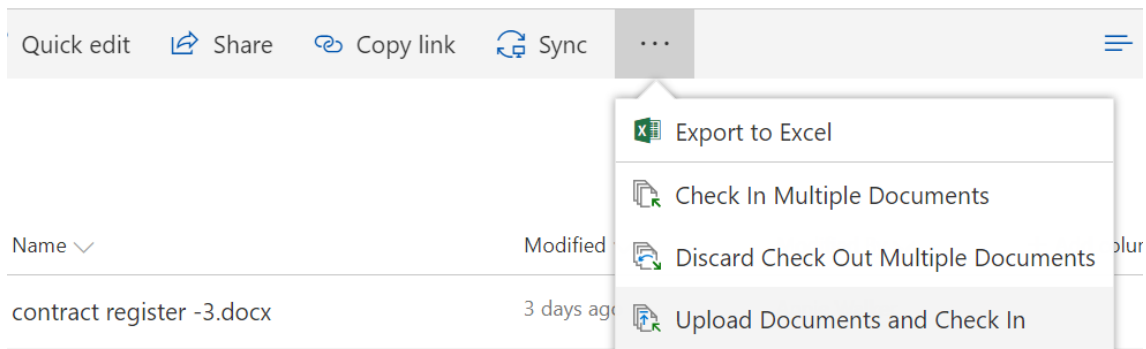 Quick edit Share Copy link Sync ...
Export to Excel
Check In Multiple Documents
Name Modified
Discard Check Out Multiple Documents
contract register -3.docx 3 days
Upload Documents and Check In